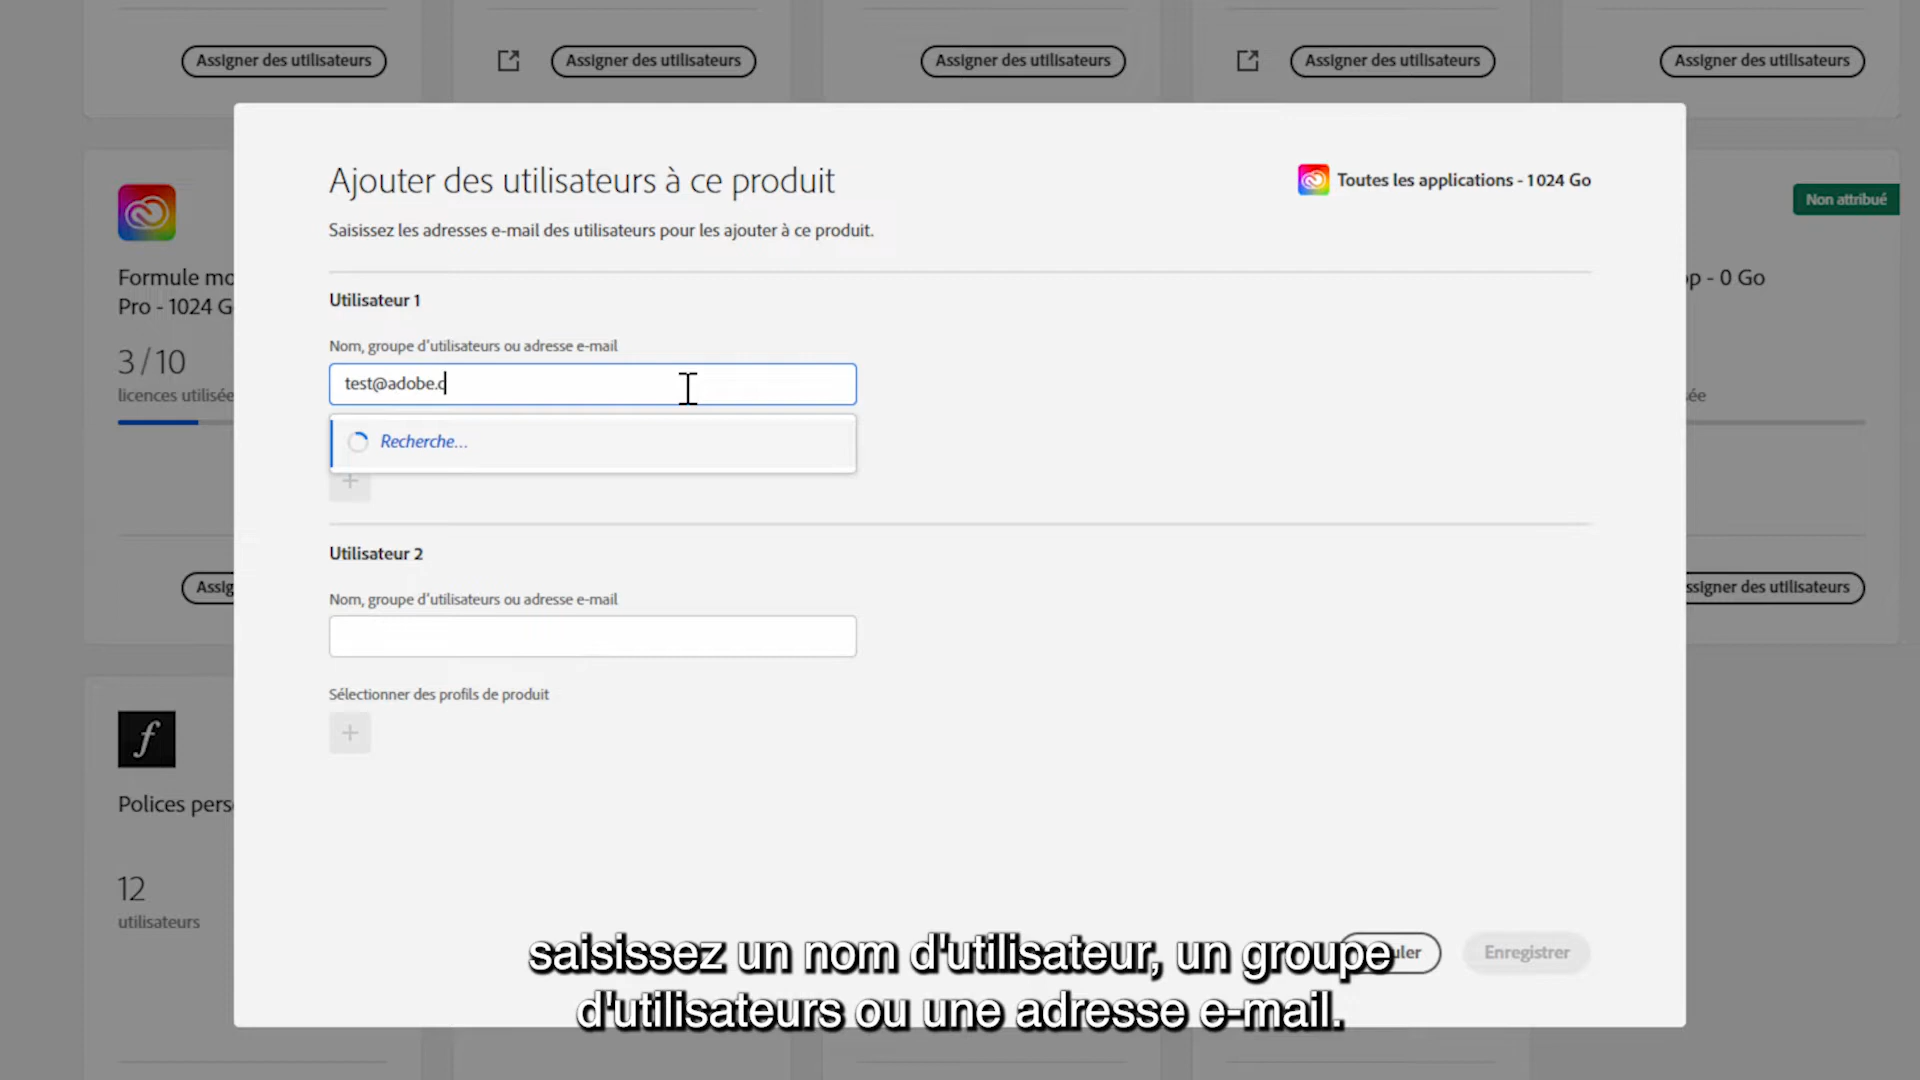 Assigner des utilisateurs
Assigner des utilisateurs
Assigner des utilisateurs
Assigner des utilisateurs
Assigner des utilisateurs
Ajouter des utilisateurs à ce produit
Toutes les applications - 1024 Go
Saisissez les adresses e-mail des utilisateurs pour les ajouter à ce produit.
Non attribué
Formule mo
Pro - 1024 G
p - 0 Go
Utilisateur 1
Nom, groupe d'utilisateurs ou adresse e-mail
3 / 10
test@adobe.c
licences utilisée
ée
Recherche...
+
Utilisateur 2
Assig
ssigner des utilisateurs
Nom, groupe d'utilisateurs ou adresse e-mail
Sélectionner des profils de produit
+
f
Polices pers
12
utilisateurs
uler
Enregistrer
saisissez un nom d'utilisateur, un groupe
d'utilisateurs ou une adresse e-mail.